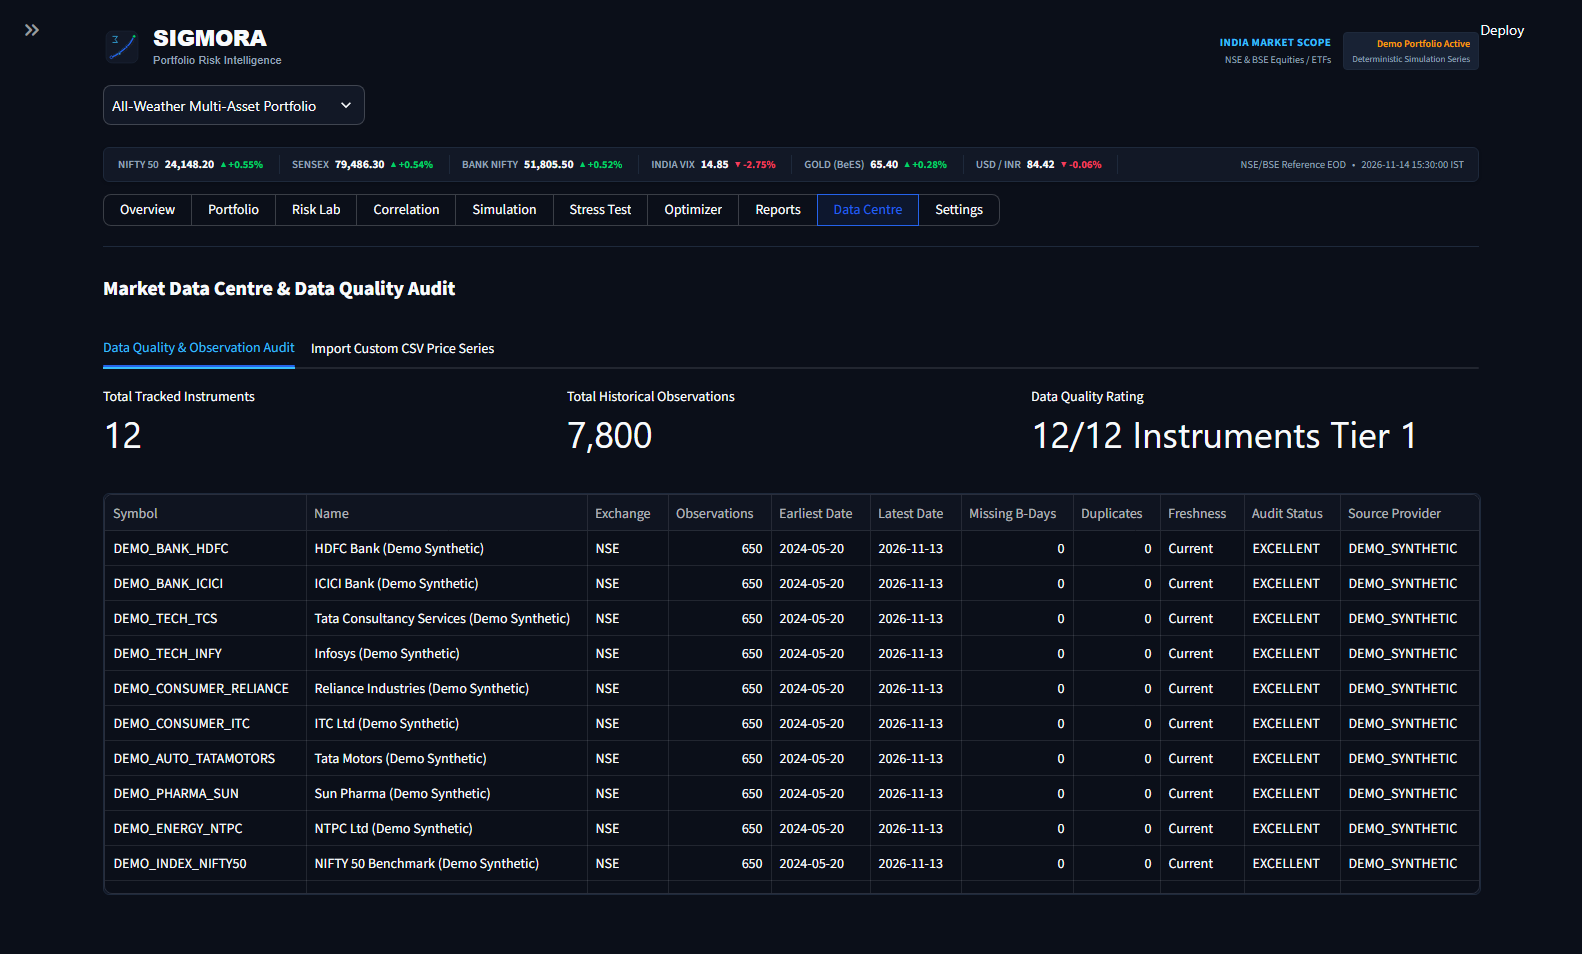 SIGMORA
Portfolio Risk Intelligence
INDIA MARKET SCOPE
NSE & BSE Equities / ETFs
Demo Portfolio Active
Deterministic Simulation Series
Deploy
All-Weather Multi-Asset Portfolio
NIFTY 50 24,148.20 ▲ +0.55% SENSEX 79,486.30 ▲ +0.54% BANK NIFTY 51,805.50 ▲ +0.52% INDIA VIX 14.85 ▼ -2.75% GOLD (BeES) 65.40 ▲ +0.28% USD / INR 84.42 ▼ -0.06% NSE/BSE Reference EOD • 2026-11-14 15:30:00 IST
Overview Portfolio Risk Lab Correlation Simulation Stress Test Optimizer Reports Data Centre Settings
Market Data Centre & Data Quality Audit
Data Quality & Observation Audit Import Custom CSV Price Series
Total Tracked Instruments Total Historical Observations Data Quality Rating
12 7,800 12/12 Instruments Tier 1
Symbol Name Exchange Observations Earliest Date Latest Date Missing B-Days Duplicates Freshness Audit Status Source Provider
DEMO_BANK_HDFC HDFC Bank (Demo Synthetic) NSE 650 2024-05-20 2026-11-13 0 0 Current EXCELLENT DEMO_SYNTHETIC
DEMO_BANK_ICICI ICICI Bank (Demo Synthetic) NSE 650 2024-05-20 2026-11-13 0 0 Current EXCELLENT DEMO_SYNTHETIC
DEMO_TECH_TCS Tata Consultancy Services (Demo Synthetic) NSE 650 2024-05-20 2026-11-13 0 0 Current EXCELLENT DEMO_SYNTHETIC
DEMO_TECH_INFY Infosys (Demo Synthetic) NSE 650 2024-05-20 2026-11-13 0 0 Current EXCELLENT DEMO_SYNTHETIC
DEMO_CONSUMER_RELIANCE Reliance Industries (Demo Synthetic) NSE 650 2024-05-20 2026-11-13 0 0 Current EXCELLENT DEMO_SYNTHETIC
DEMO_CONSUMER_ITC ITC Ltd (Demo Synthetic) NSE 650 2024-05-20 2026-11-13 0 0 Current EXCELLENT DEMO_SYNTHETIC
DEMO_AUTO_TATAMOTORS Tata Motors (Demo Synthetic) NSE 650 2024-05-20 2026-11-13 0 0 Current EXCELLENT DEMO_SYNTHETIC
DEMO_PHARMA_SUN Sun Pharma (Demo Synthetic) NSE 650 2024-05-20 2026-11-13 0 0 Current EXCELLENT DEMO_SYNTHETIC
DEMO_ENERGY_NTPC NTPC Ltd (Demo Synthetic) NSE 650 2024-05-20 2026-11-13 0 0 Current EXCELLENT DEMO_SYNTHETIC
DEMO_INDEX_NIFTY50 NIFTY 50 Benchmark (Demo Synthetic) NSE 650 2024-05-20 2026-11-13 0 0 Current EXCELLENT DEMO_SYNTHETIC